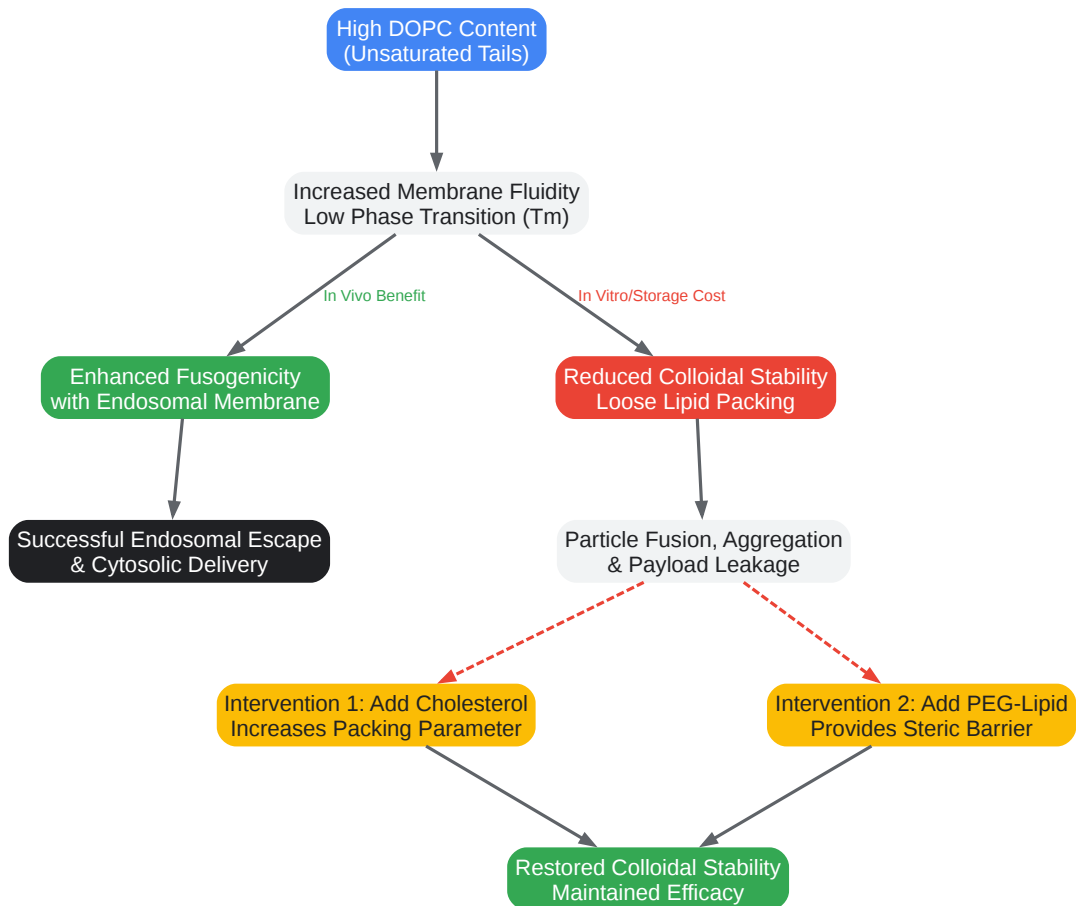 High DOPC Content
(Unsaturated Tails)
Increased Membrane Fluidity
Low Phase Transition (Tm)
In Vivo Benefit
In Vitro/Storage Cost
Enhanced Fusogenicity
with Endosomal Membrane
Reduced Colloidal Stability
Loose Lipid Packing
Successful Endosomal Escape
& Cytosolic Delivery
Particle Fusion, Aggregation
& Payload Leakage
Intervention 1: Add Cholesterol
Increases Packing Parameter
Intervention 2: Add PEG-Lipid
Provides Steric Barrier
Restored Colloidal Stability
Maintained Efficacy